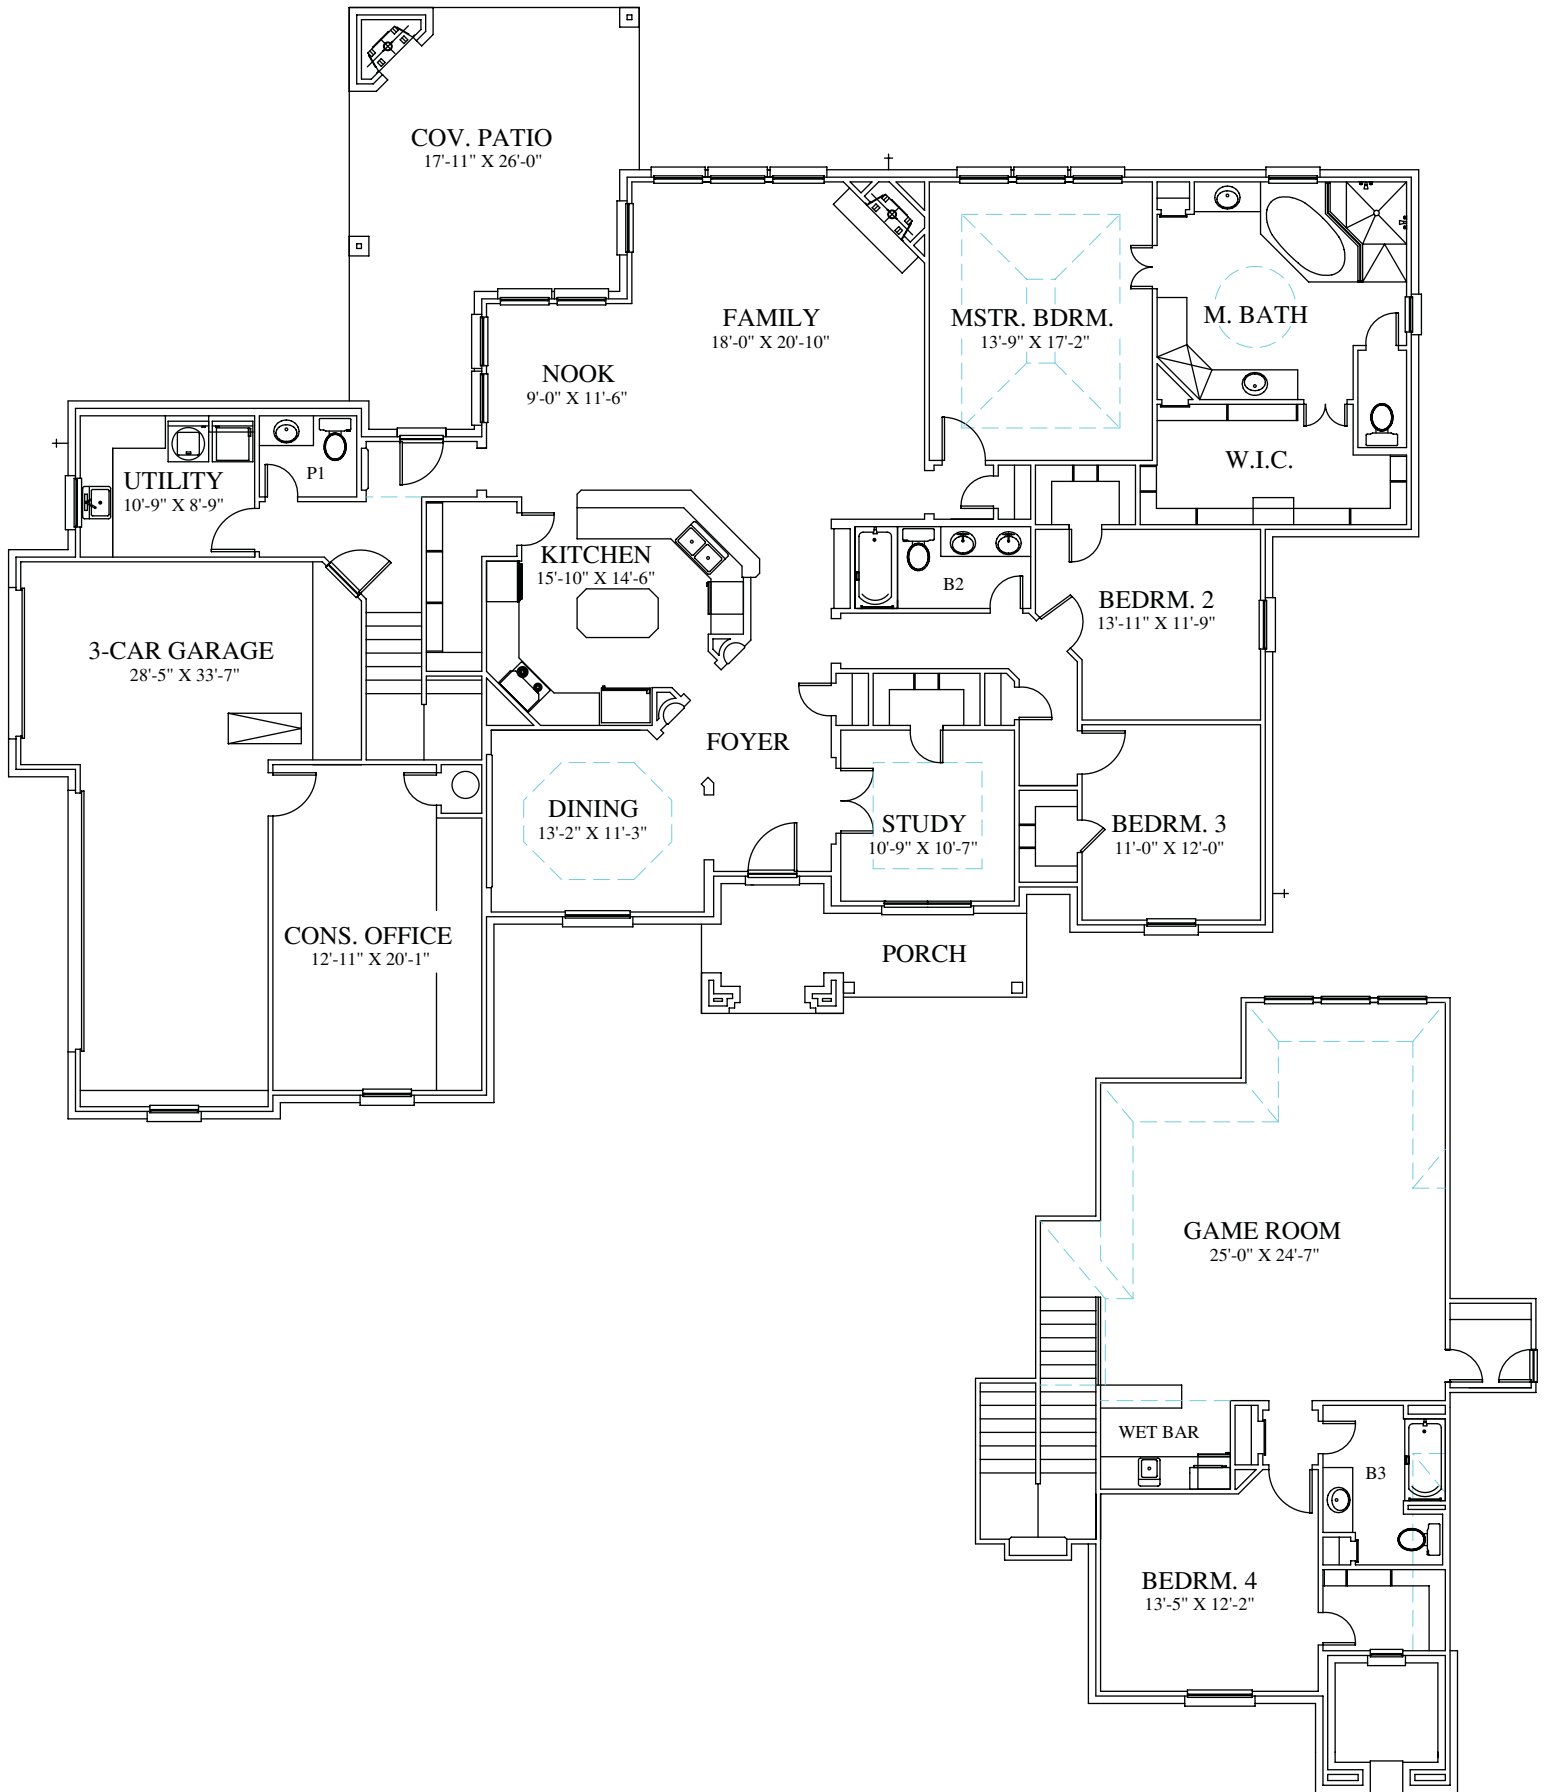 COV. PATIO
17'-11" X 26'-0"
FAMILY
18'-0" X 20'-10"
MSTR. BDRM.
13'-9" X 17'-2"
M. BATH
NOOK
9'-0" X 11'-6"
W.I.C.
UTILITY
10'-9" X 8'-9"
P1
KITCHEN
15'-10" X 14'-6"
B2
BEDRM. 2
13'-11" X 11'-9"
3-CAR GARAGE
28'-5" X 33'-7"
FOYER
DINING
13'-2" X 11'-3"
STUDY
10'-9" X 10'-7"
BEDRM. 3
11'-0" X 12'-0"
CONS. OFFICE
12'-11" X 20'-1"
PORCH
GAME ROOM
25'-0" X 24'-7"
WET BAR
B3
BEDRM. 4
13'-5" X 12'-2"